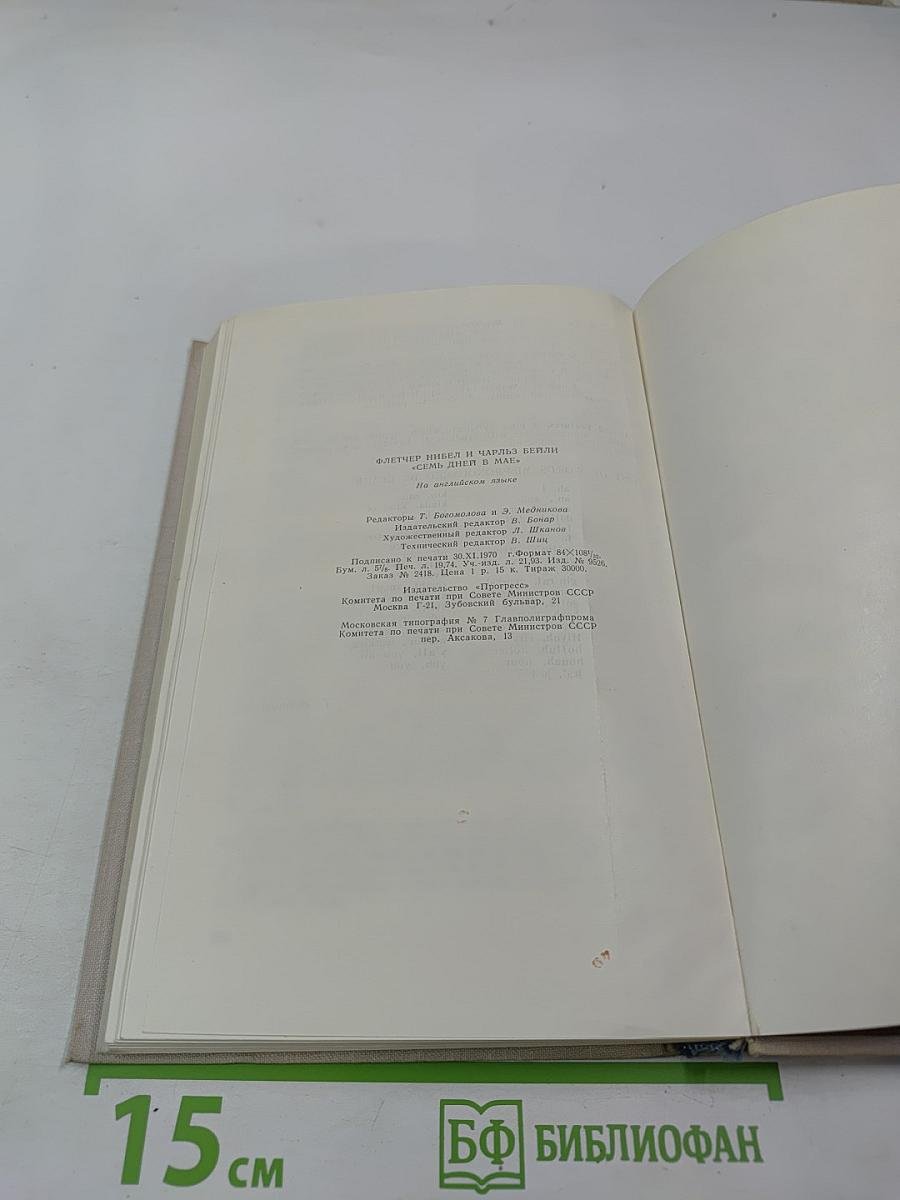 ФЛЕТЧЕР НИБЕЛ И ЧАРЛЬЗ БЕЙЛИ
«СЕМЬ ДНЕЙ В МАЕ»
На английском языке
Редакторы Т. Богомолова и Э. Медникова
Издательский редактор В. Бонар
Художественный редактор Л. Шканов
Технический редактор В. Шиц
Подписано к печати 30.XI.1970 г. Формат 84×108¹/₃₂.
Бум. л. 5⁷/₈. Печ. л. 19,74. Уч.-изд. л. 21,93. Изд. № 9526.
Заказ № 2418. Цена 1 р. 15 к. Тираж 30000.
Издательство «Прогресс»
Комитета по печати при Совете Министров СССР
Москва Г-21, Зубовский бульвар, 21
Московская типография № 7 Главполиграфпрома
Комитета по печати при Совете Министров СССР
пер. Аксакова, 13
15 см
БФ БИБЛИОФАН